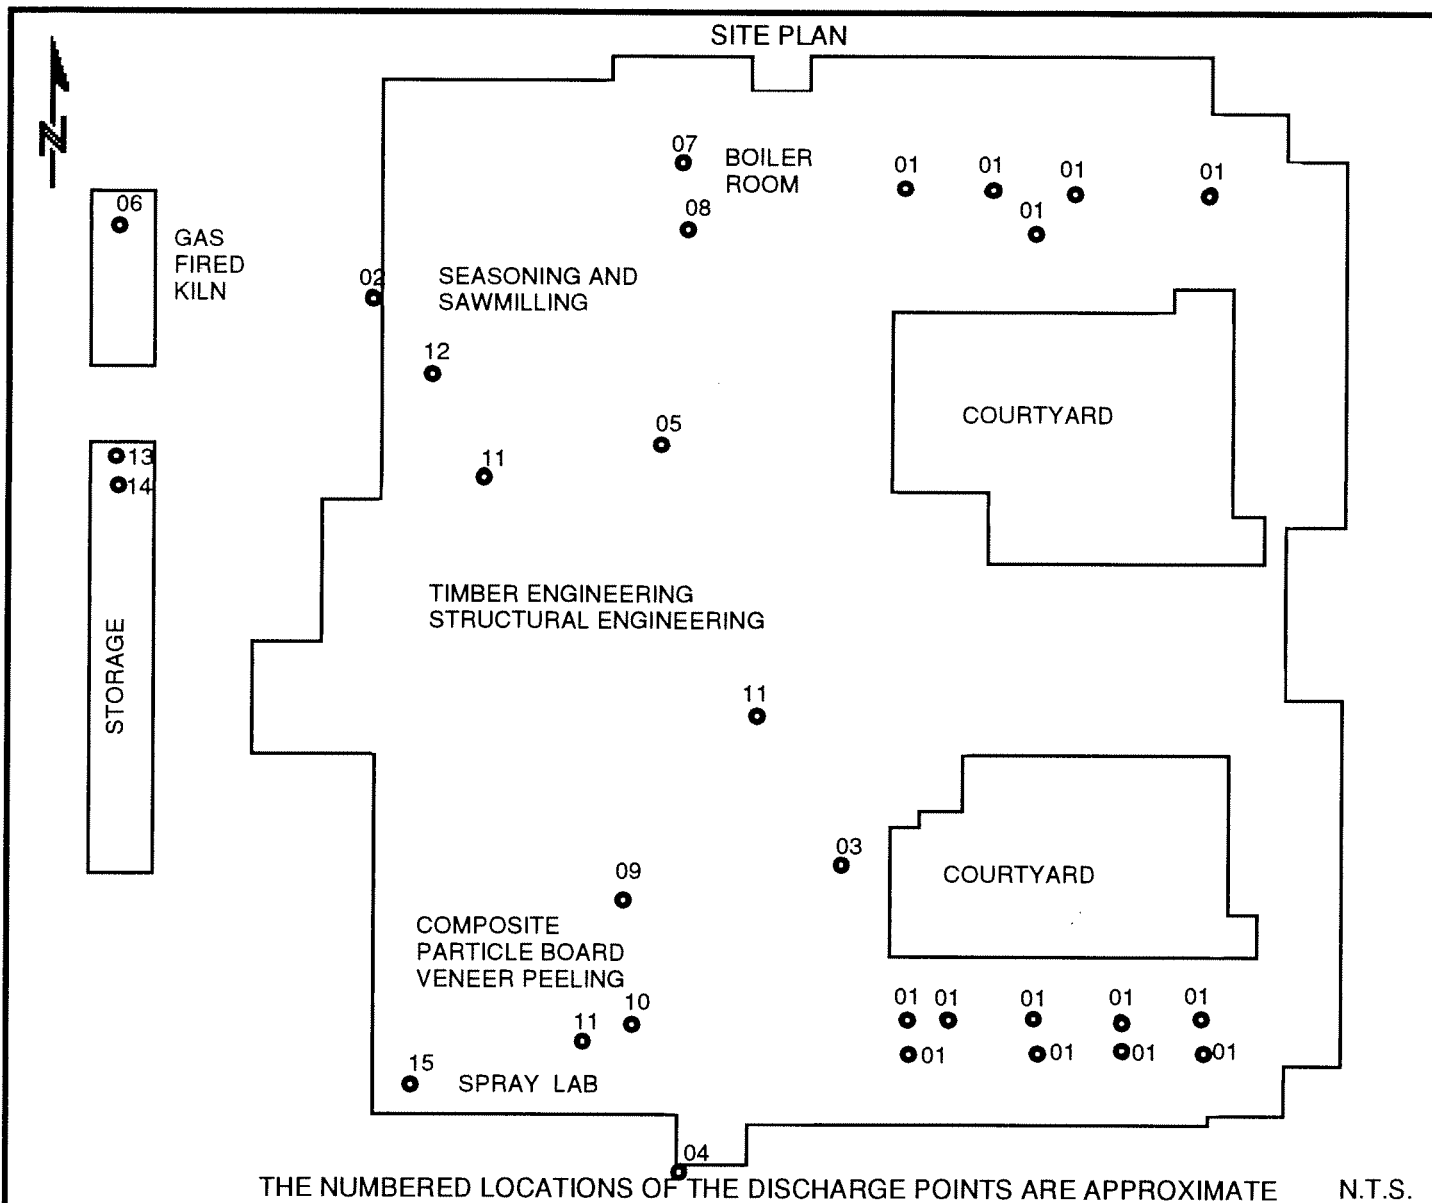 SITE PLAN
N
07
BOILER
ROOM
01
01
01
01
01
06
08
GAS
FIRED
KILN
02
SEASONING AND
SAWMILLING
12
COURTYARD
05
11
13
14
TIMBER ENGINEERING
STRUCTURAL ENGINEERING
STORAGE
11
03
09
COURTYARD
COMPOSITE
PARTICLE BOARD
VENEER PEELING
01
01
01
01
01
10
11
01
01
01
01
15
SPRAY LAB
04
THE NUMBERED LOCATIONS OF THE DISCHARGE POINTS ARE APPROXIMATE
N.T.S.